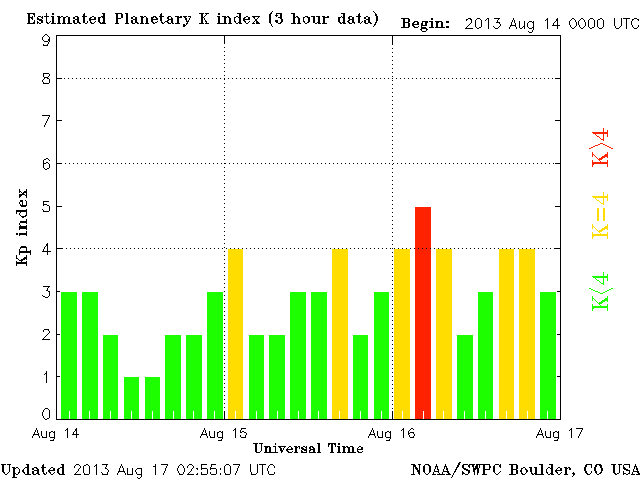 Estimated Planetary K index (3 hour data)
Begin: 2013 Aug 14 0000 UTC
9
8
7
6
5
4
3
2
1
0
Kp index
K>4
K=4
K<4
Aug 14
Aug 15
Aug 16
Aug 17
Universal Time
Updated 2013 Aug 17 02:55:07 UTC
NOAA/SWPC Boulder, CO USA